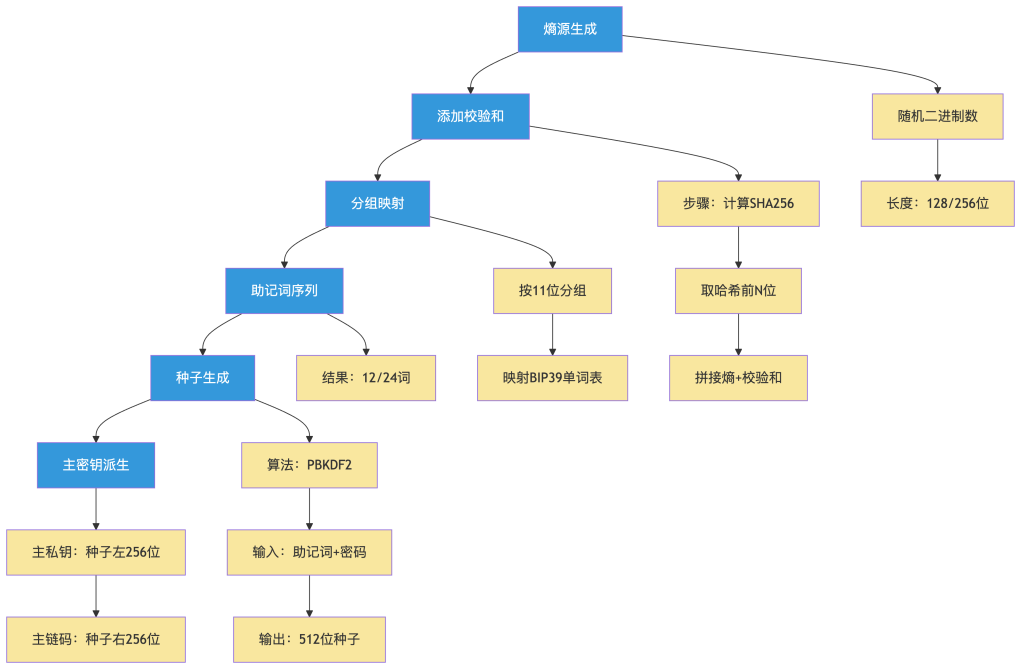 熵源生成
添加校验和
随机二进制数
分组映射
步骤：计算SHA256
长度：128/256位
助记词序列
按11位分组
取哈希前N位
种子生成
结果：12/24词
映射BIP39单词表
拼接熵+校验和
主密钥派生
算法：PBKDF2
主私钥：种子左256位
输入：助记词+密码
主链码：种子右256位
输出：512位种子